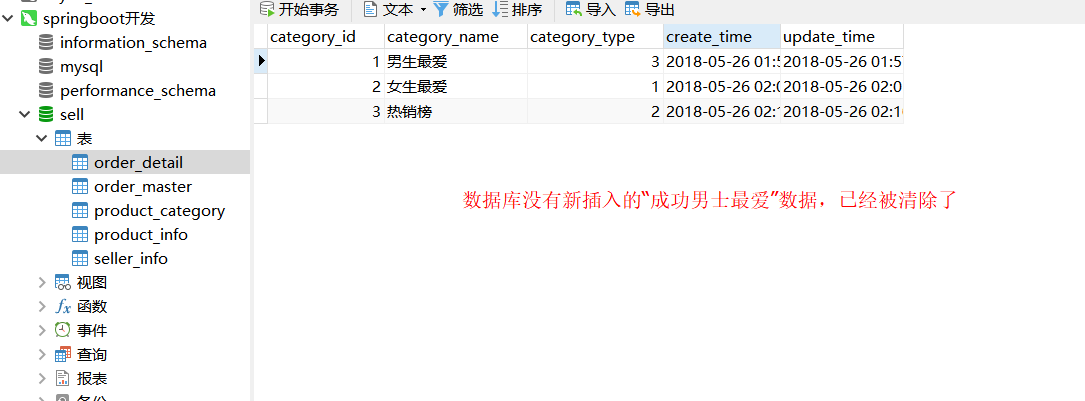 springboot开发
information_schema
mysql
performance_schema
sell
表
order_detail
order_master
product_category
product_info
seller_info
视图
函数
事件
查询
报表
开始事务 文本 筛选 排序 导入 导出
category_id category_name category_type create_time update_time
1 男生最爱 3 2018-05-26 01:5 2018-05-26 01:5
2 女生最爱 1 2018-05-26 02:0 2018-05-26 02:0
3 热销榜 2 2018-05-26 02:1 2018-05-26 02:1
数据库没有新插入的“成功男士最爱”数据，已经被清除了